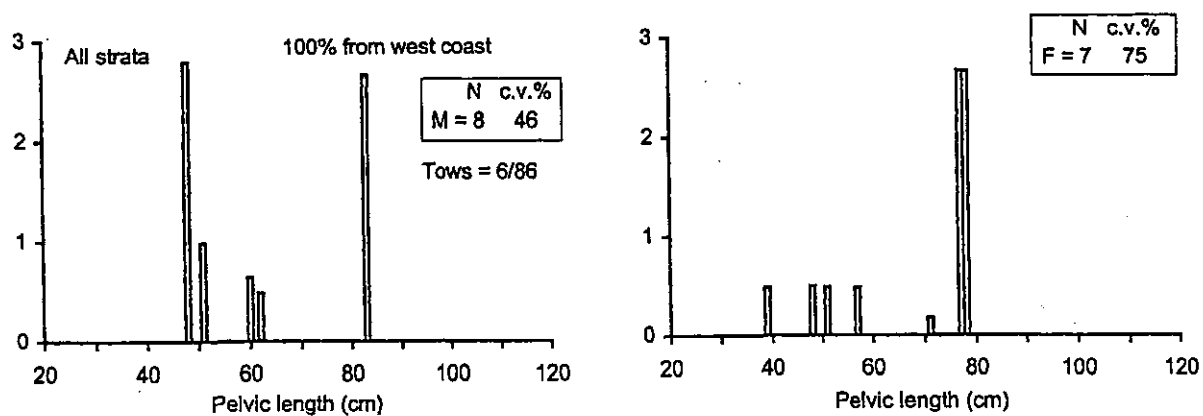 All strata
100% from west coast
N c.v.%
M = 8 46
Tows = 6/86
3
2
1
0
20 40 60 80 100 120
Pelvic length (cm)
N c.v.%
F = 7 75
3
2
1
0
20 40 60 80 100 120
Pelvic length (cm)